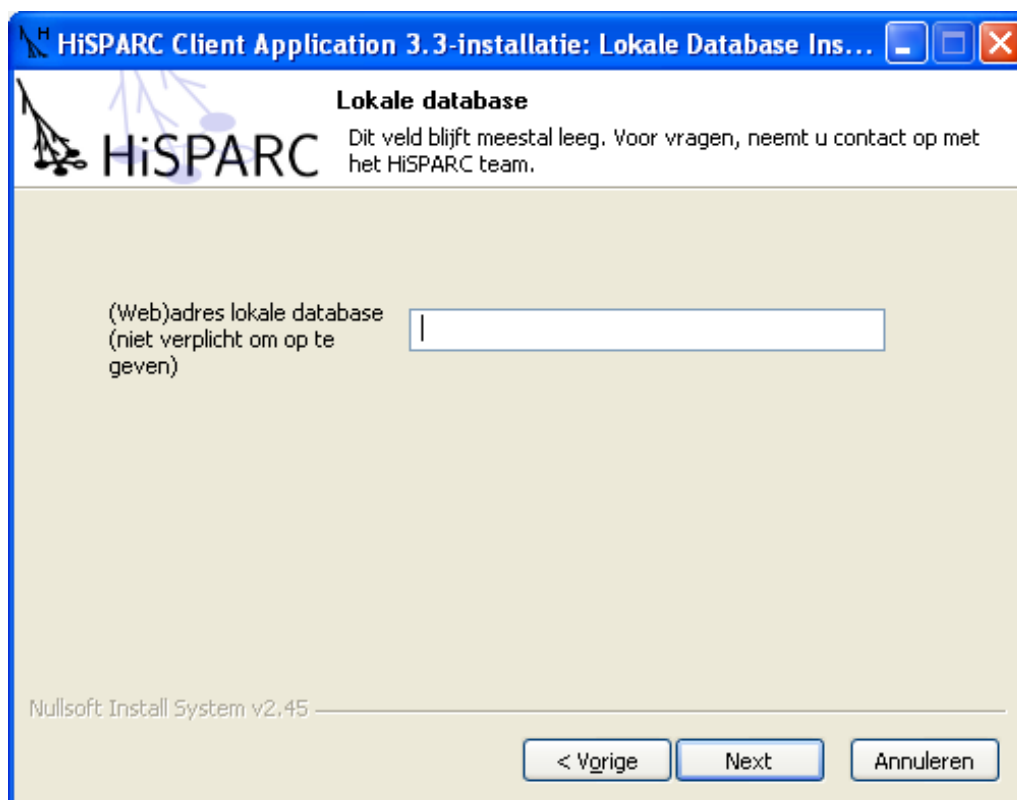 HiSPARC Client Application 3.3-installatie: Lokale Database Ins...
H
HiSPARC
Lokale database
Dit veld blijft meestal leeg. Voor vragen, neemt u contact op met
het HiSPARC team.
(Web)adres lokale database
(niet verplicht om op te
geven)
Nullsoft Install System v2.45
< Vorige
Next
Annuleren